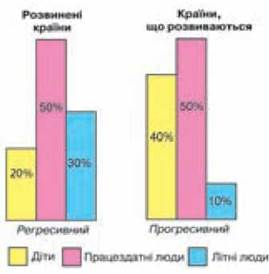 Розвинені
країни
50%
30%
20%
Регресивний
Країни,
що розвиваються
50%
40%
10%
Прогресивний
Діти
Працездатні люди
Літні люди